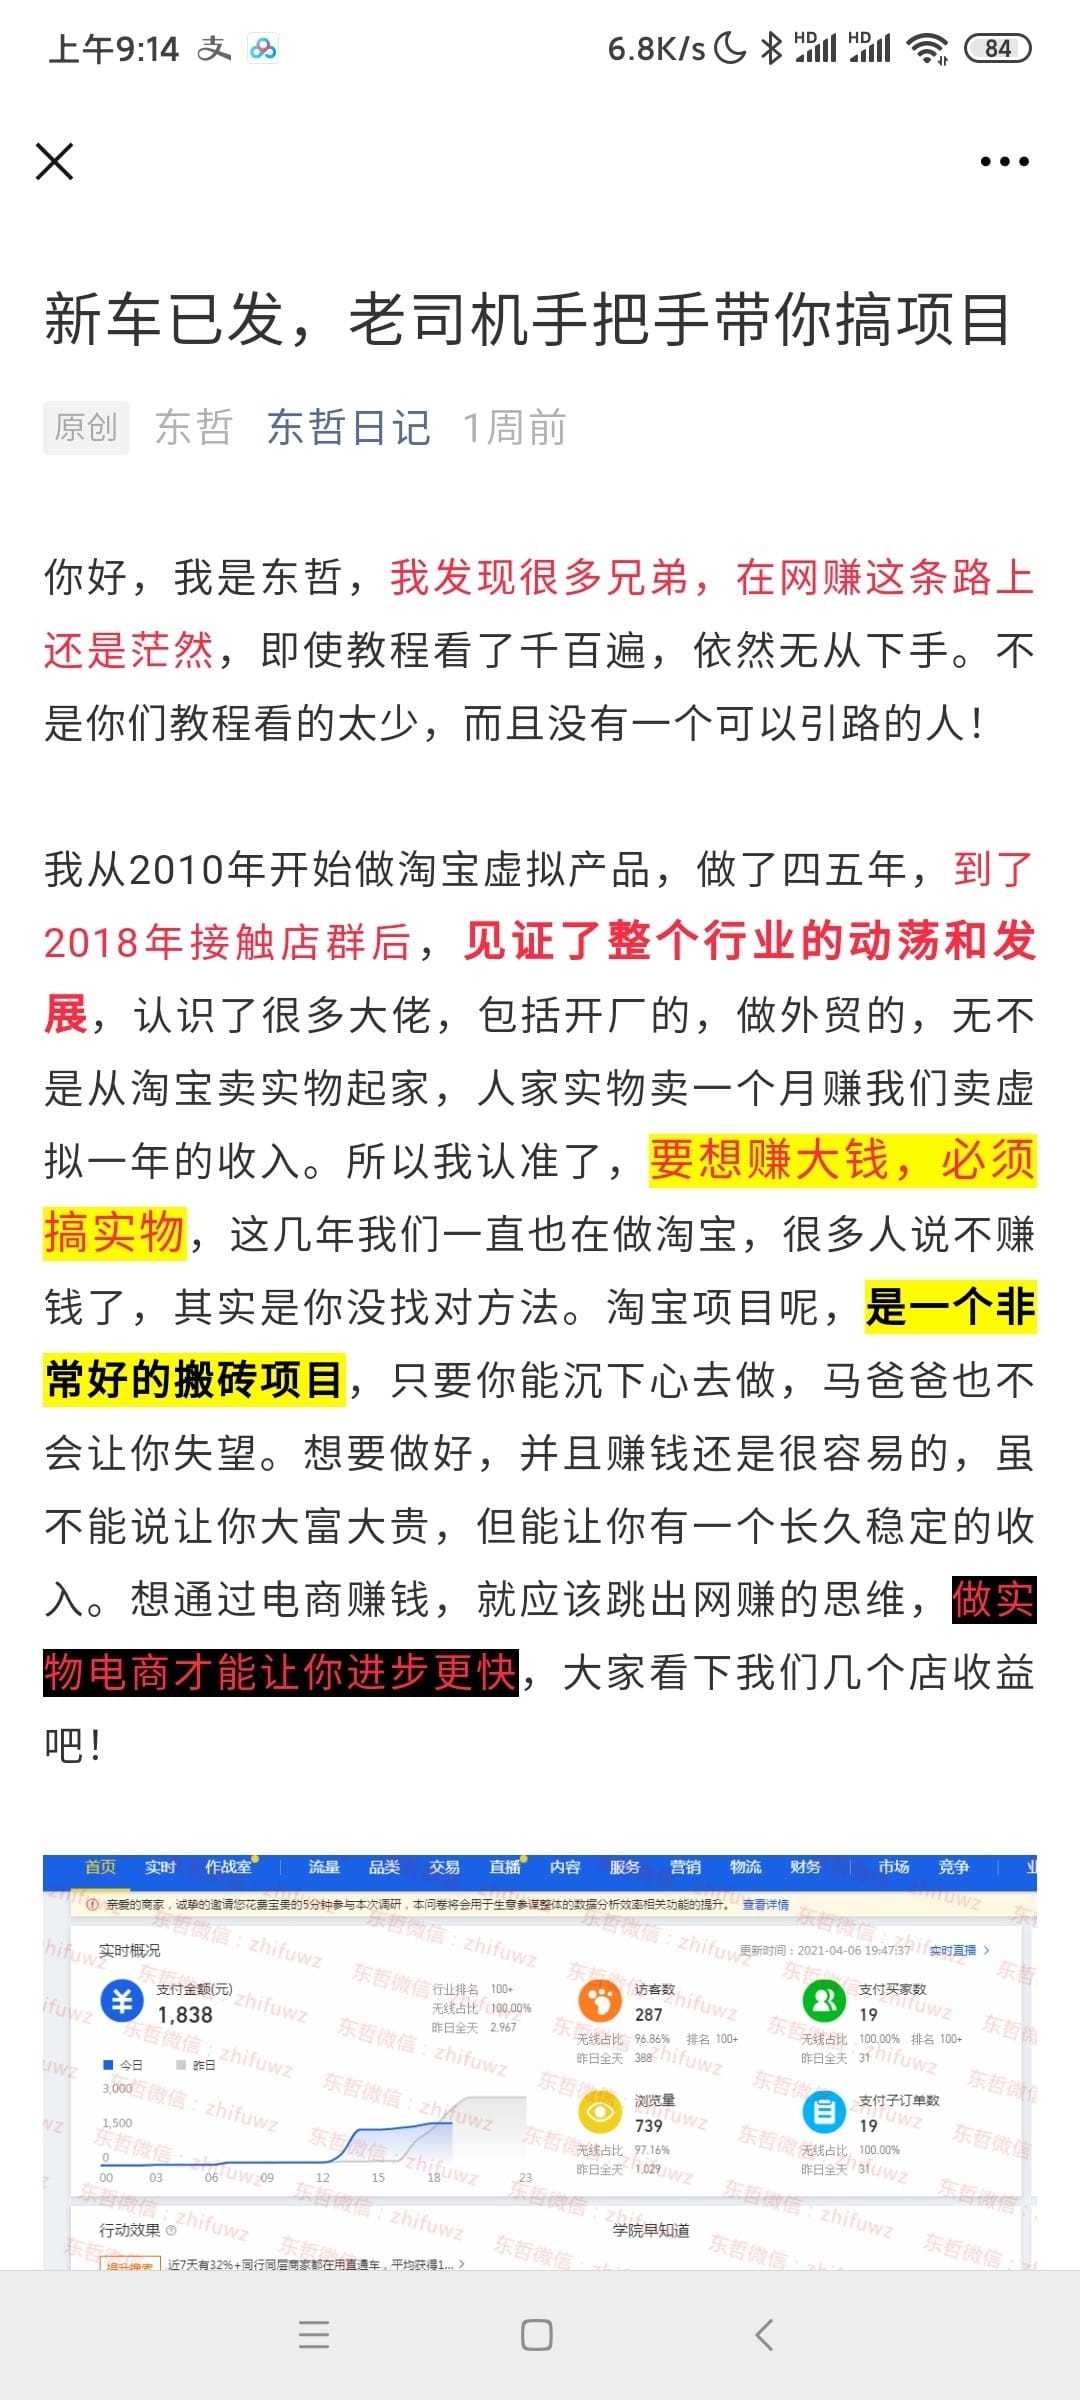 上午9:14
6.8K/s
HD
HD
84
新车已发，老司机手把手带你搞项目
原创 东哲 东哲日记 1周前
你好，我是东哲，我发现很多兄弟，在网赚这条路上
还是茫然，即使教程看了千百遍，依然无从下手。不
是你们教程看的太少，而且没有一个可以引路的人！
我从2010年开始做淘宝虚拟产品，做了四五年，到了
2018年接触店群后，见证了整个行业的动荡和发
展，认识了很多大佬，包括开厂的，做外贸的，无不
是从淘宝卖实物起家，人家实物卖一个月赚我们卖虚
拟一年的收入。所以我认准了，要想赚大钱，必须
搞实物，这几年我们一直也在做淘宝，很多人说不赚
钱了，其实是你没找对方法。淘宝项目呢，是一个非
常好的搬砖项目，只要你能沉下心去做，马爸爸也不
会让你失望。想要做好，并且赚钱还是很容易的，虽
不能说让你大富大贵，但能让你有一个长久稳定的收
入。想通过电商赚钱，就应该跳出网赚的思维，做实
物电商才能让你进步更快，大家看下我们几个店收益
吧！
首页 实时 作战室 流量 品类 交易 直播 内容 服务 营销 物流 财务 市场 竞争
亲爱的商家，诚挚的邀请您花费宝贵的5分钟参与本次调研，本问卷将会用于生意参谋整体的数据分析效率相关功能的提升。 查看详情
实时概况
更新时间：2021-04-06 19:47:37 实时直播
支付金额(元)
1,838
行业排名 100+
无线占比 100.00%
昨日全天 2,967
今日 昨日
3,000
1,500
0
00 03 06 09 12 15 18 23
访客数
287
无线占比 96.86% 排名 100+
昨日全天 388
支付买家数
19
无线占比 100.00% 排名 100+
昨日全天 31
浏览量
739
无线占比 97.16%
昨日全天 1,029
支付子订单数
19
无线占比 100.00%
昨日全天 31
行动效果
学院早知道
近7天有32%+同行同层商家都在用直通车，平均获得1...
东哲微信：zhifuwz